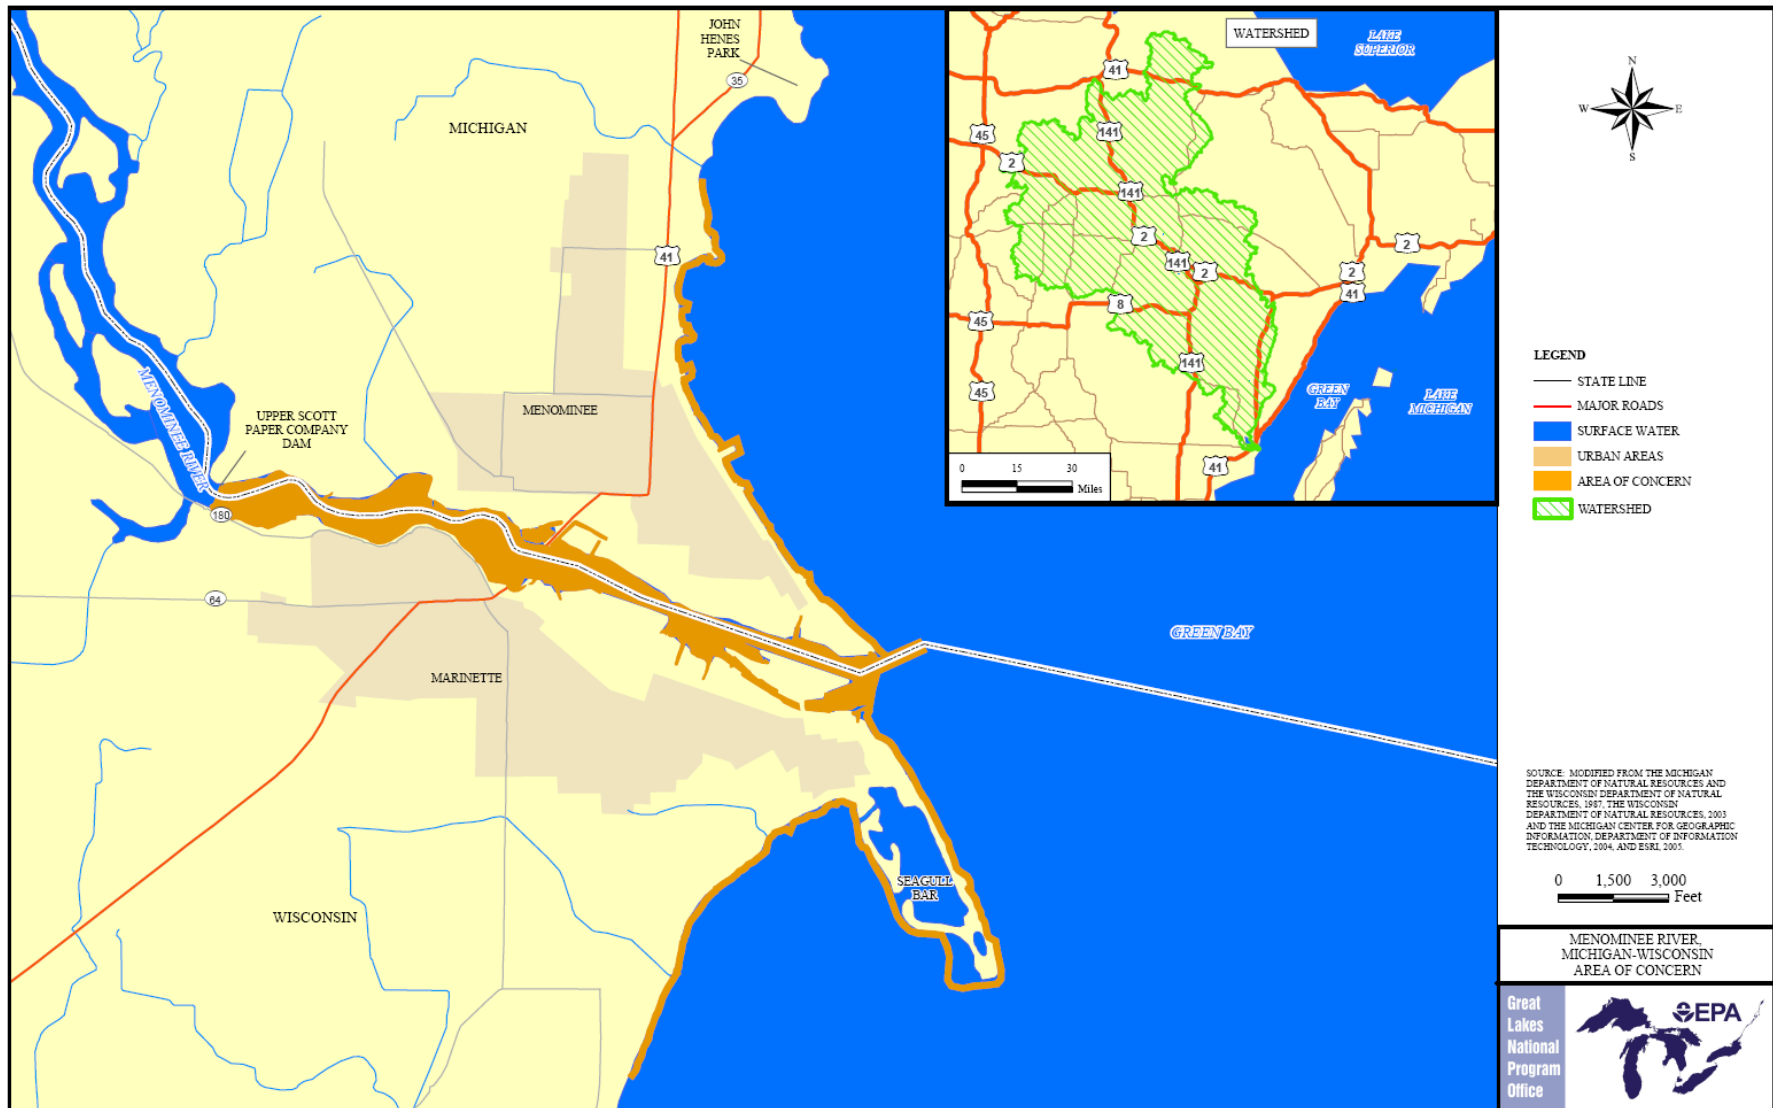 JOHN
HENES
PARK
35
MICHIGAN
41
MENOMINEE
UPPER SCOTT
PAPER COMPANY
DAM
MENOMINEE RIVER
180
64
MARINETTE
WISCONSIN
SEAGULL
BAR
GREEN BAY
WATERSHED
LAKE
SUPERIOR
41
45
141
2
141
2
2
141
2
2
41
8
45
141
45
GREEN
BAY
LAKE
MICHIGAN
41
0 15 30
Miles
N
W E
S
LEGEND
STATE LINE
MAJOR ROADS
SURFACE WATER
URBAN AREAS
AREA OF CONCERN
WATERSHED
SOURCE: MODIFIED FROM THE MICHIGAN
DEPARTMENT OF NATURAL RESOURCES AND
THE WISCONSIN DEPARTMENT OF NATURAL
RESOURCES, 1987, THE WISCONSIN
DEPARTMENT OF NATURAL RESOURCES, 2003
AND THE MICHIGAN CENTER FOR GEOGRAPHIC
INFORMATION, DEPARTMENT OF INFORMATION
TECHNOLOGY, 2004, AND ESRI, 2005.
0 1,500 3,000
Feet
MENOMINEE RIVER,
MICHIGAN-WISCONSIN
AREA OF CONCERN
Great
Lakes
National
Program
Office
EPA